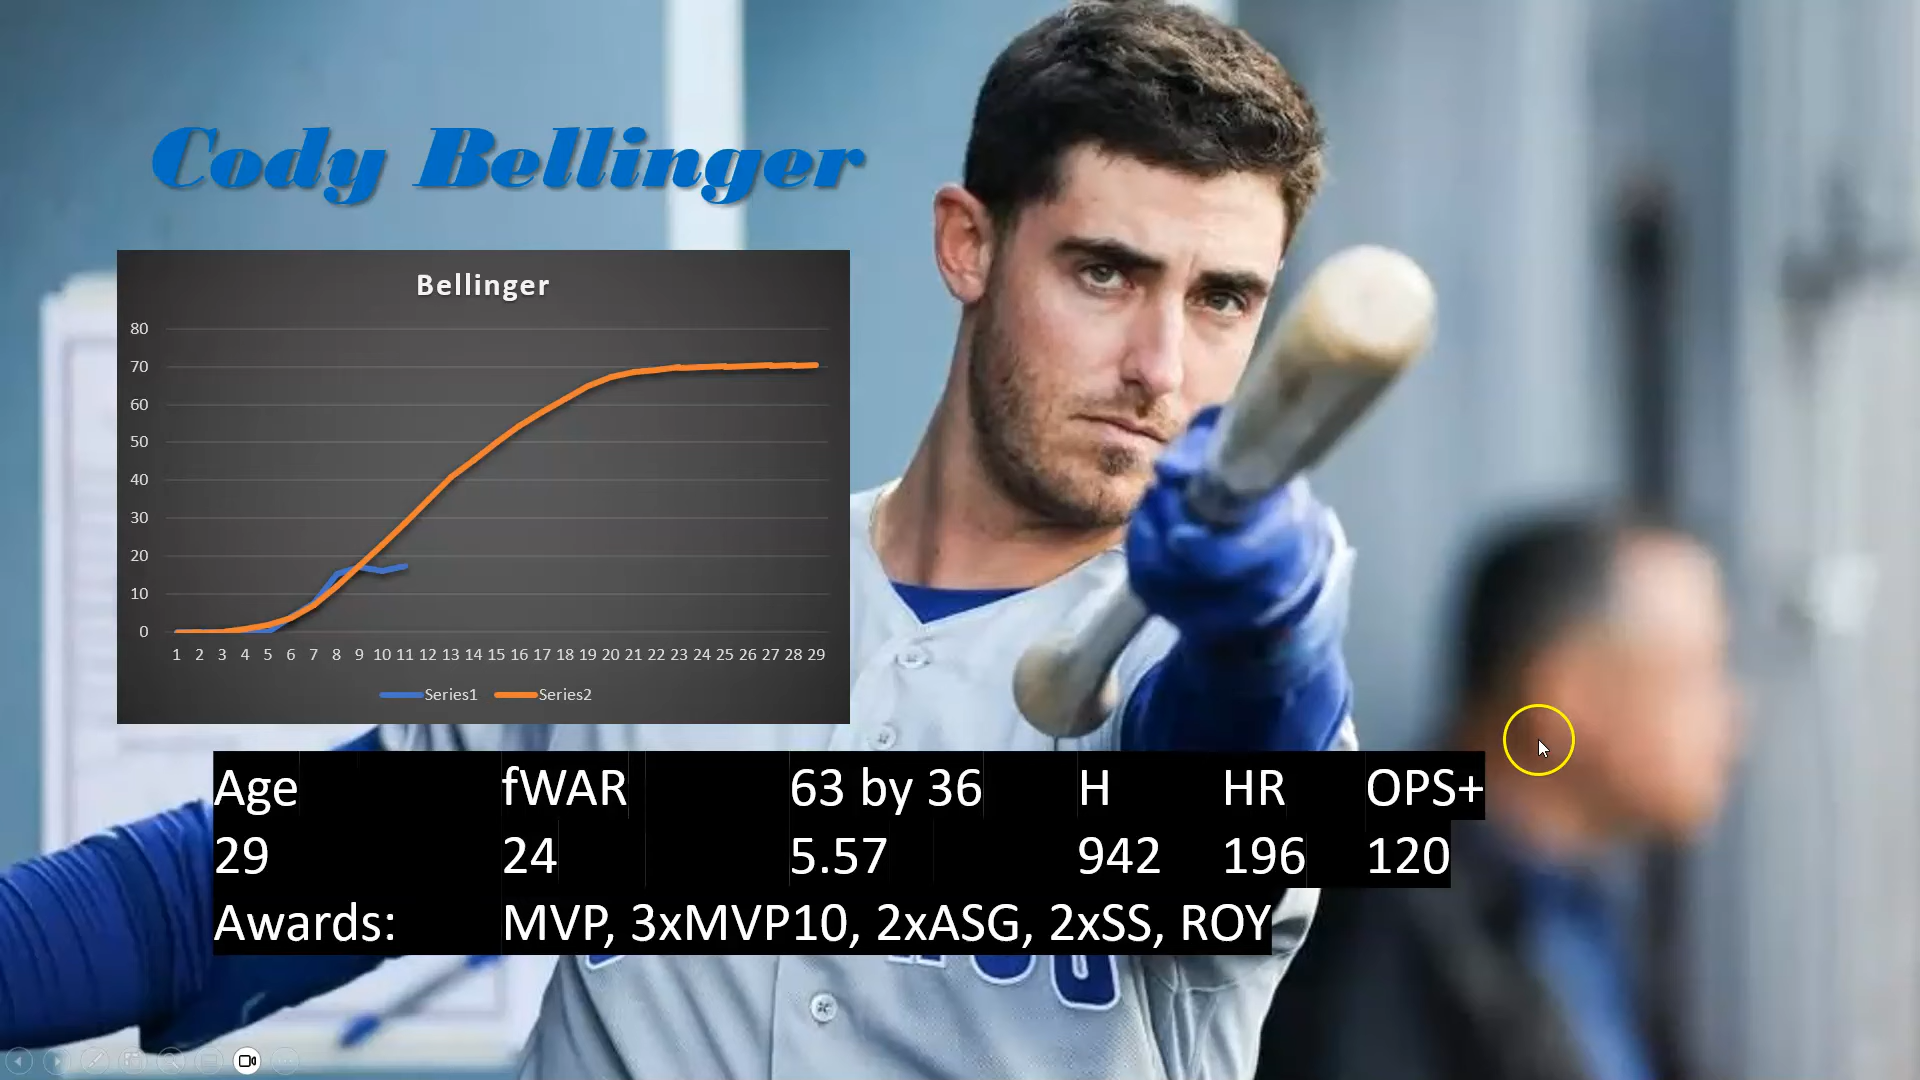 Cody Bellinger
Bellinger
80
70
60
50
40
30
20
10
0
1 2 3 4 5 6 7 8 9 10 11 12 13 14 15 16 17 18 19 20 21 22 23 24 25 26 27 28 29
Series1 Series2
Age fWAR 63 by 36 H HR OPS+
29 24 5.57 942 196 120
Awards: MVP, 3xMVP10, 2xASG, 2xSS, ROY